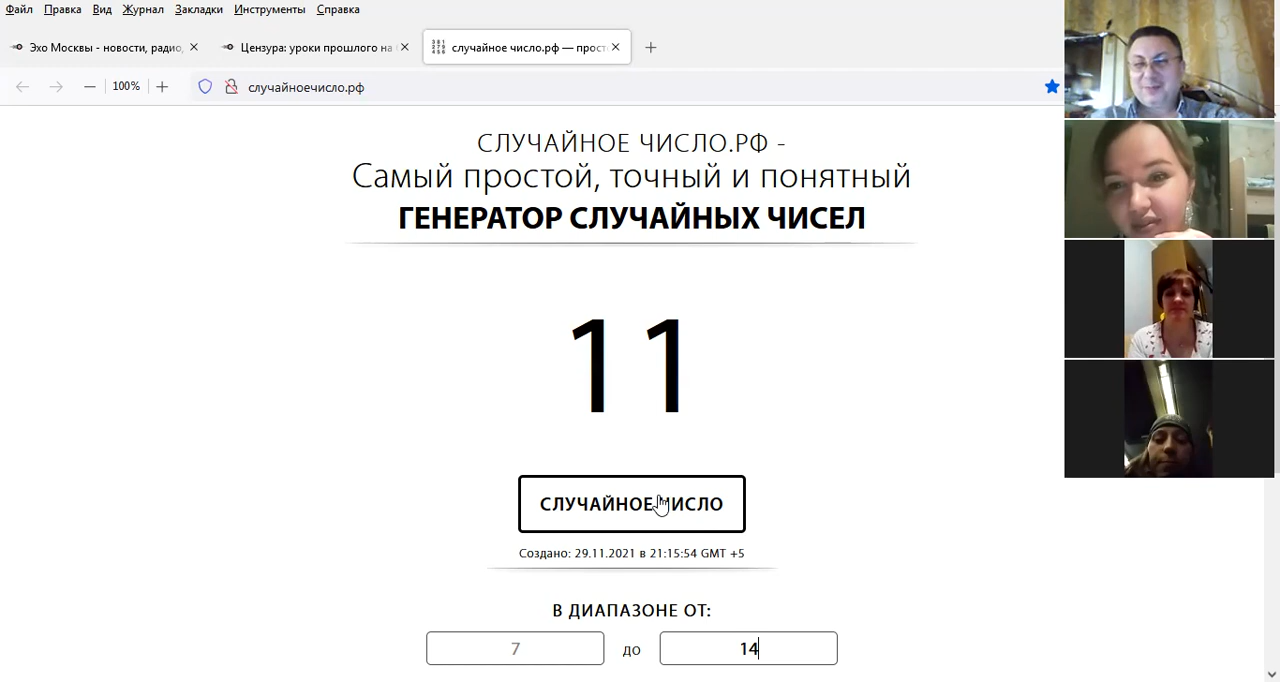 Файл Правка Вид Журнал Закладки Инструменты Справка
Эхо Москвы - новости, радио, Цензура: уроки прошлого на случайное число.рф — прост
100% случайноечисло.рф
СЛУЧАЙНОЕ ЧИСЛО.РФ -
Самый простой, точный и понятный
ГЕНЕРАТОР СЛУЧАЙНЫХ ЧИСЕЛ
11
СЛУЧАЙНОЕ ЧИСЛО
Создано: 29.11.2021 в 21:15:54 GMT +5
В ДИАПАЗОНЕ ОТ:
7 до 14